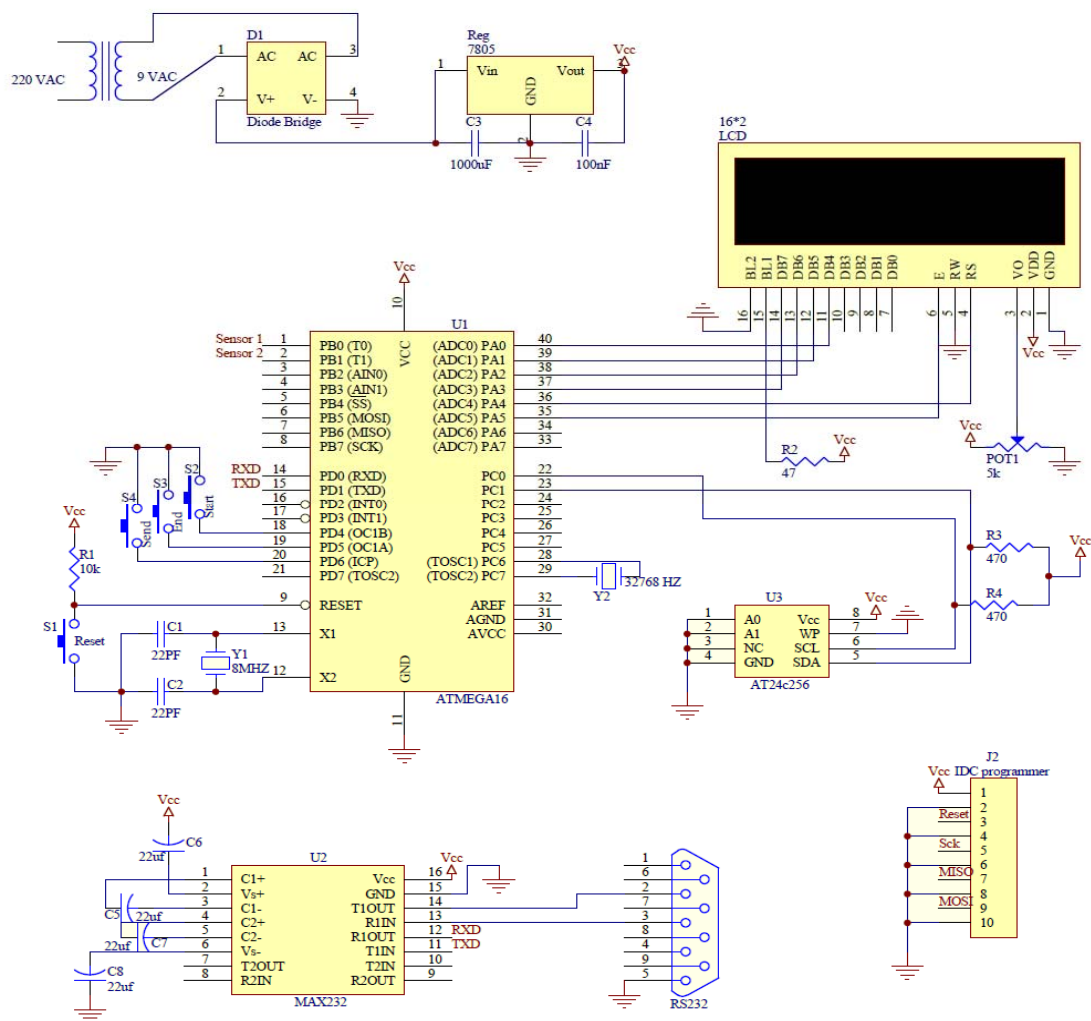 220 VAC
9 VAC
D1
1 AC AC 3
2 V+ V- 4
Diode Bridge
Reg
7805
1 Vin Vout 3
GND
2
Vcc
C3
1000uF
C4
100nF
16*2
LCD
BL2 BL1 DB7 DB6 DB5 DB4 DB3 DB2 DB1 DB0 E RW RS VO VDD GND
16 15 14 13 12 11 10 9 8 7 6 5 4 3 2 1
Vcc
Vcc
POT1
5k
R2
47
Vcc
Vcc
10
U1
VCC
Sensor 1 1 PB0 (T0) (ADC0) PA0 40
Sensor 2 2 PB1 (T1) (ADC1) PA1 39
3 PB2 (AIN0) (ADC2) PA2 38
4 PB3 (AIN1) (ADC3) PA3 37
5 PB4 (SS) (ADC4) PA4 36
6 PB5 (MOSI) (ADC5) PA5 35
7 PB6 (MISO) (ADC6) PA6 34
8 PB7 (SCK) (ADC7) PA7 33
RXD 14 PD0 (RXD) PC0 22
TXD 15 PD1 (TXD) PC1 23
16 PD2 (INT0) PC2 24
17 PD3 (INT1) PC3 25
18 PD4 (OC1B) PC4 26
19 PD5 (OC1A) PC5 27
20 PD6 (ICP) (TOSC1) PC6 28
21 PD7 (TOSC2) (TOSC2) PC7 29
9 RESET AREF 32
AGND 31
13 X1 AVCC 30
12 X2
GND
11
ATMEGA16
S4
Send
S3
End
S2
Start
Vcc
R1
10k
S1
Reset
C1
22PF
C2
22PF
Y1
8MHZ
Y2
32768 HZ
R3
470
R4
470
Vcc
U3
1 A0 Vcc 8
2 A1 WP 7
3 NC SCL 6
4 GND SDA 5
AT24c256
Vcc
Vcc
C6
22uf
U2
1 C1+ Vcc 16
2 Vs+ GND 15
3 C1- T1OUT 14
4 C2+ R1IN 13
5 C2- R1OUT 12 RXD
6 Vs- T1IN 11 TXD
7 T2OUT T2IN 10
8 R2IN R2OUT 9
MAX232
Vcc
C5
22uf
22uf
C7
C8
22uf
1
6
2
7
3
8
4
9
5
RS232
J2
IDC programmer
Vcc
1
2
Reset 3
4
Sck 5
6
MISO 7
8
MOSI 9
10